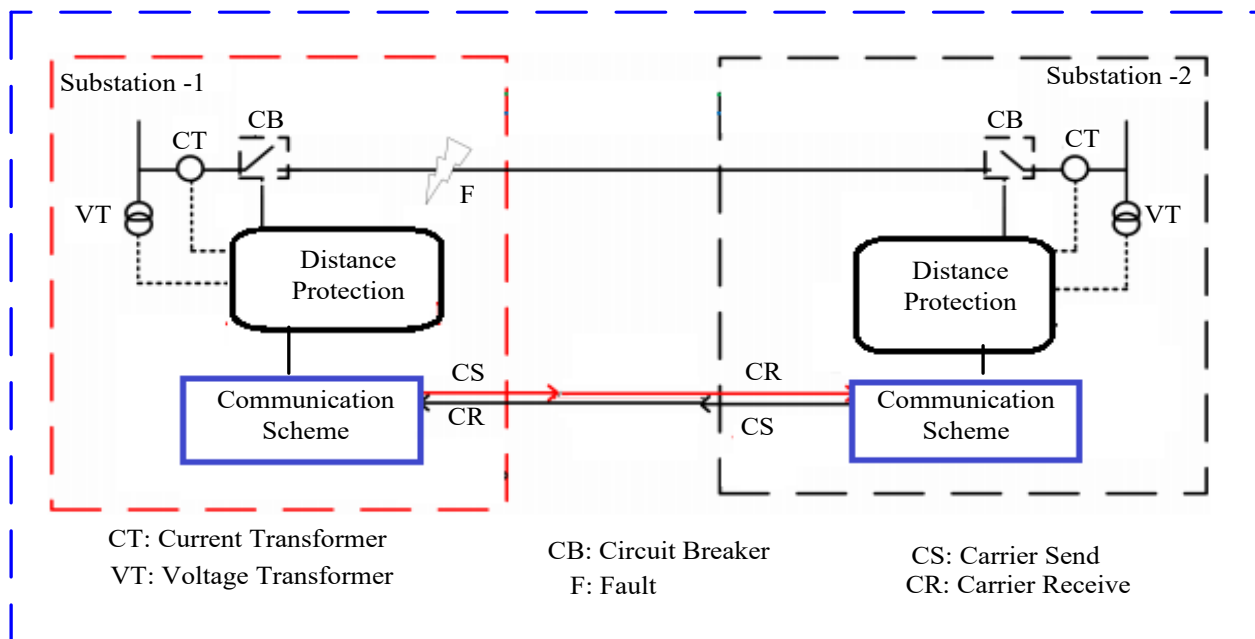 Substation -1
Substation -2
CB
CB
CT
CT
F
VT
VT
Distance
Protection
Distance
Protection
CS
CR
Communication
Scheme
CR
CS
Communication
Scheme
CT: Current Transformer
VT: Voltage Transformer
CB: Circuit Breaker
F: Fault
CS: Carrier Send
CR: Carrier Receive